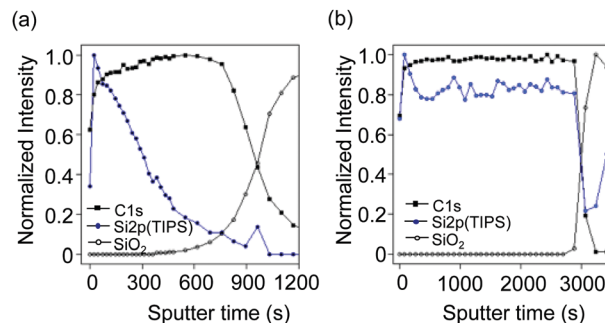 (a)
Normalized Intensity
1.0
0.8
0.6
0.4
0.2
0
C1s
Si2p(TIPS)
SiO₂
0 300 600 900 1200
Sputter time (s)
(b)
Normalized Intensity
1.0
0.8
0.6
0.4
0.2
0
C1s
Si2p(TIPS)
SiO₂
0 1000 2000 3000
Sputter time (s)